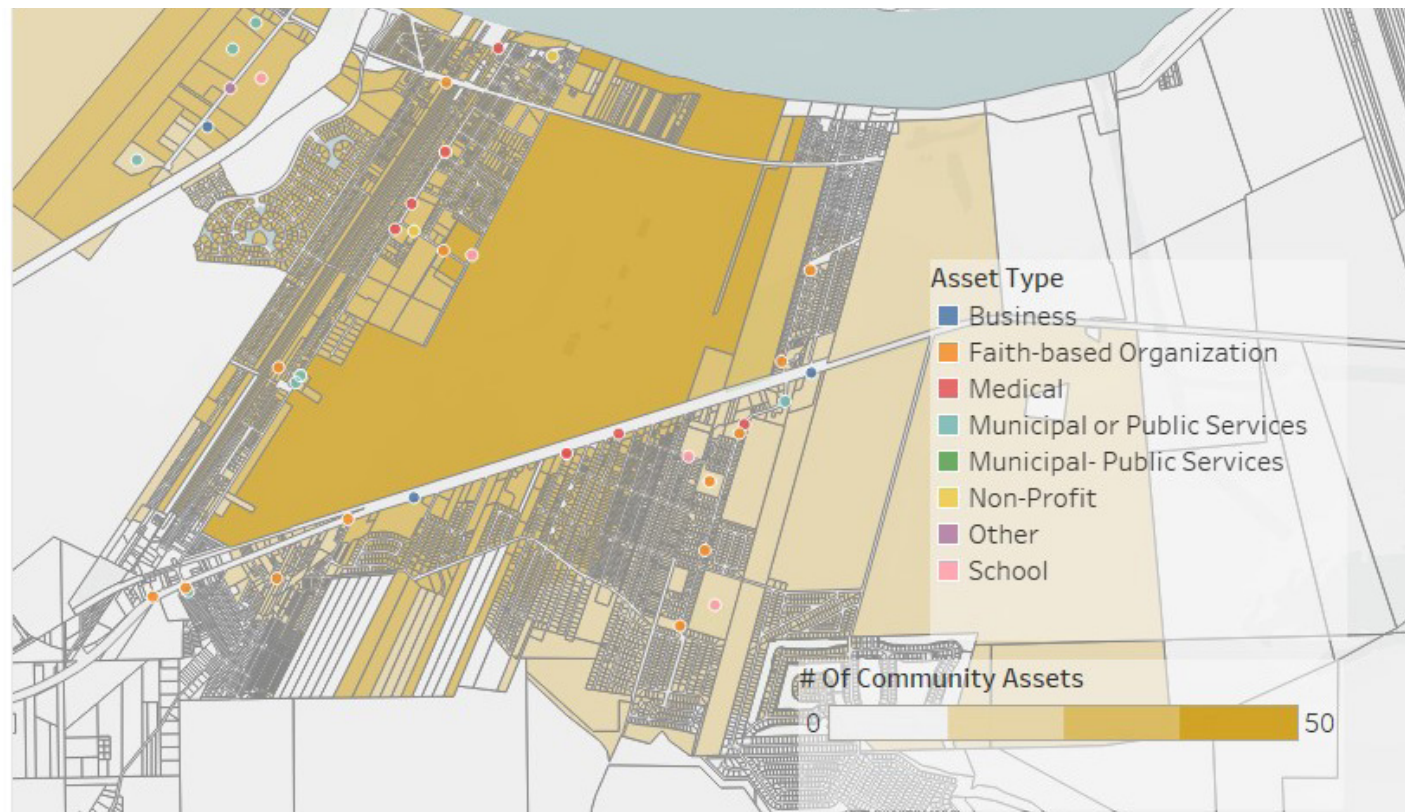 Asset Type
Business
Faith-based Organization
Medical
Municipal or Public Services
Municipal- Public Services
Non-Profit
Other
School
# Of Community Assets
0 50